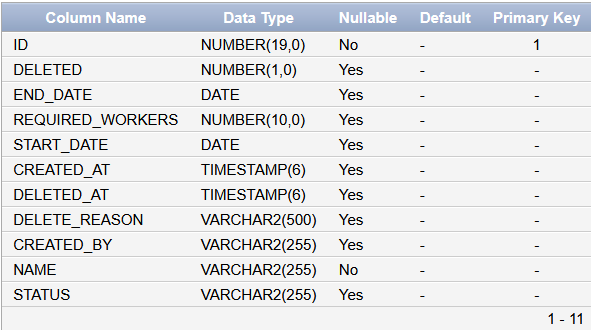 Column Name Data Type Nullable Default Primary Key
ID NUMBER(19,0) No - 1
DELETED NUMBER(1,0) Yes - -
END_DATE DATE Yes - -
REQUIRED_WORKERS NUMBER(10,0) Yes - -
START_DATE DATE Yes - -
CREATED_AT TIMESTAMP(6) Yes - -
DELETED_AT TIMESTAMP(6) Yes - -
DELETE_REASON VARCHAR2(500) Yes - -
CREATED_BY VARCHAR2(255) Yes - -
NAME VARCHAR2(255) No - -
STATUS VARCHAR2(255) Yes - -
1 - 11